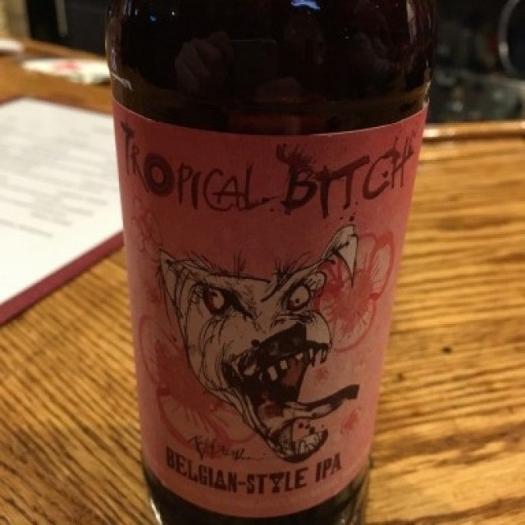 TROPICAL "BITCH"
BELGIAN-STYLE IPA